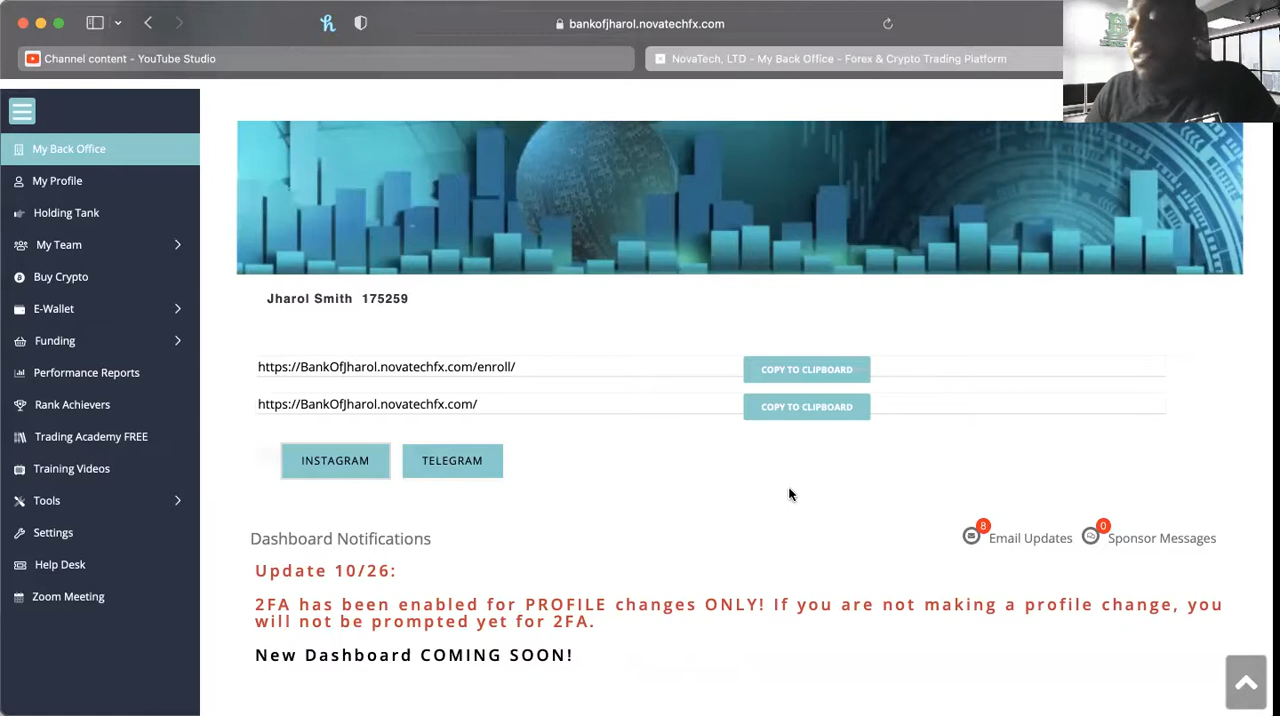 bankofjharol.novatechfx.com
Channel content - YouTube Studio
NovaTech, LTD - My Back Office - Forex & Crypto Trading Platform
My Back Office
My Profile
Holding Tank
My Team
Buy Crypto
E-Wallet
Funding
Performance Reports
Rank Achievers
Trading Academy FREE
Training Videos
Tools
Settings
Help Desk
Zoom Meeting
Jharol Smith 175259
https://BankOfJharol.novatechfx.com/enroll/
COPY TO CLIPBOARD
https://BankOfJharol.novatechfx.com/
COPY TO CLIPBOARD
INSTAGRAM
TELEGRAM
Dashboard Notifications
8 Email Updates
0 Sponsor Messages
Update 10/26:
2FA has been enabled for PROFILE changes ONLY! If you are not making a profile change, you
will not be prompted yet for 2FA.
New Dashboard COMING SOON!